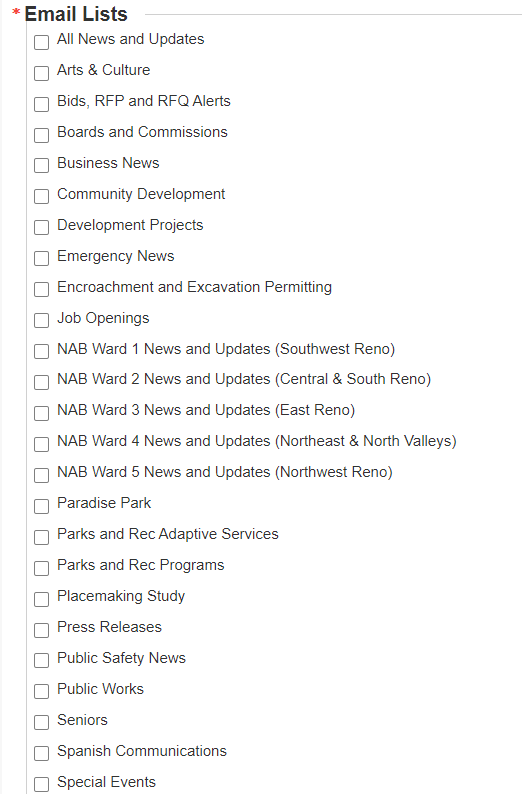 * Email Lists
All News and Updates
Arts & Culture
Bids, RFP and RFQ Alerts
Boards and Commissions
Business News
Community Development
Development Projects
Emergency News
Encroachment and Excavation Permitting
Job Openings
NAB Ward 1 News and Updates (Southwest Reno)
NAB Ward 2 News and Updates (Central & South Reno)
NAB Ward 3 News and Updates (East Reno)
NAB Ward 4 News and Updates (Northeast & North Valleys)
NAB Ward 5 News and Updates (Northwest Reno)
Paradise Park
Parks and Rec Adaptive Services
Parks and Rec Programs
Placemaking Study
Press Releases
Public Safety News
Public Works
Seniors
Spanish Communications
Special Events